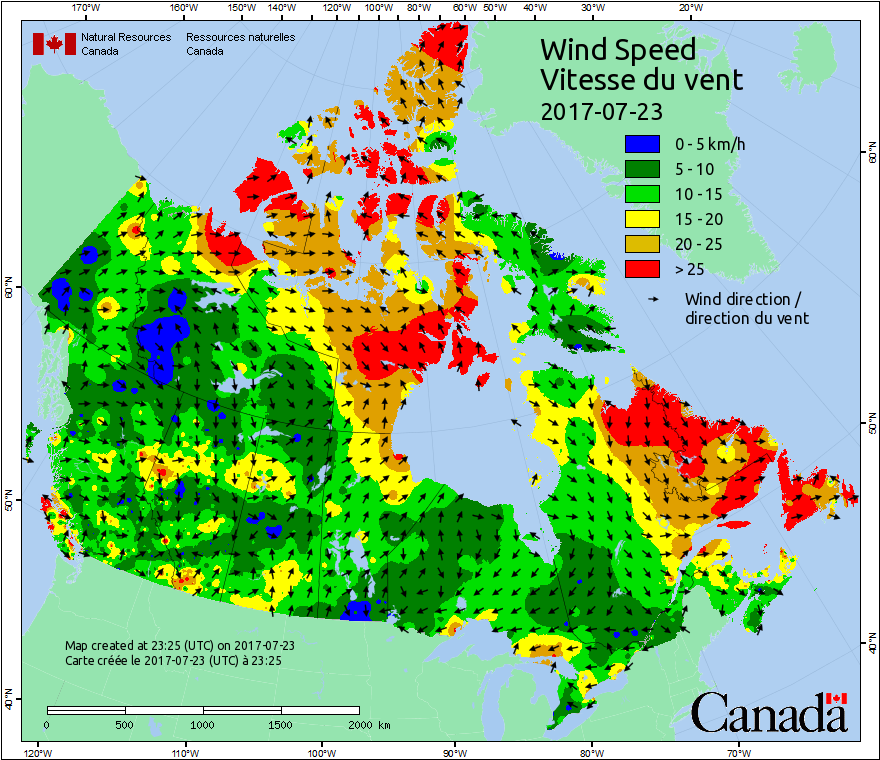 170°W 160°W 150°W 140°W 130°W 120°W 110°W 100°W 90°W 80°W 70°W 60°W 50°W 40°W 30°W 20°W
Natural Resources Ressources naturelles
Canada Canada
Wind Speed
Vitesse du vent
2017-07-23
0 - 5 km/h
5 - 10
10 - 15
15 - 20
20 - 25
> 25
Wind direction /
direction du vent
60°N 60°N
50°N 50°N
40°N 40°N
Map created at 23:25 (UTC) on 2017-07-23
Carte créée le 2017-07-23 (UTC) à 23:25
0 500 1000 1500 2000 km
Canada
120°W 110°W 100°W 90°W 80°W 70°W